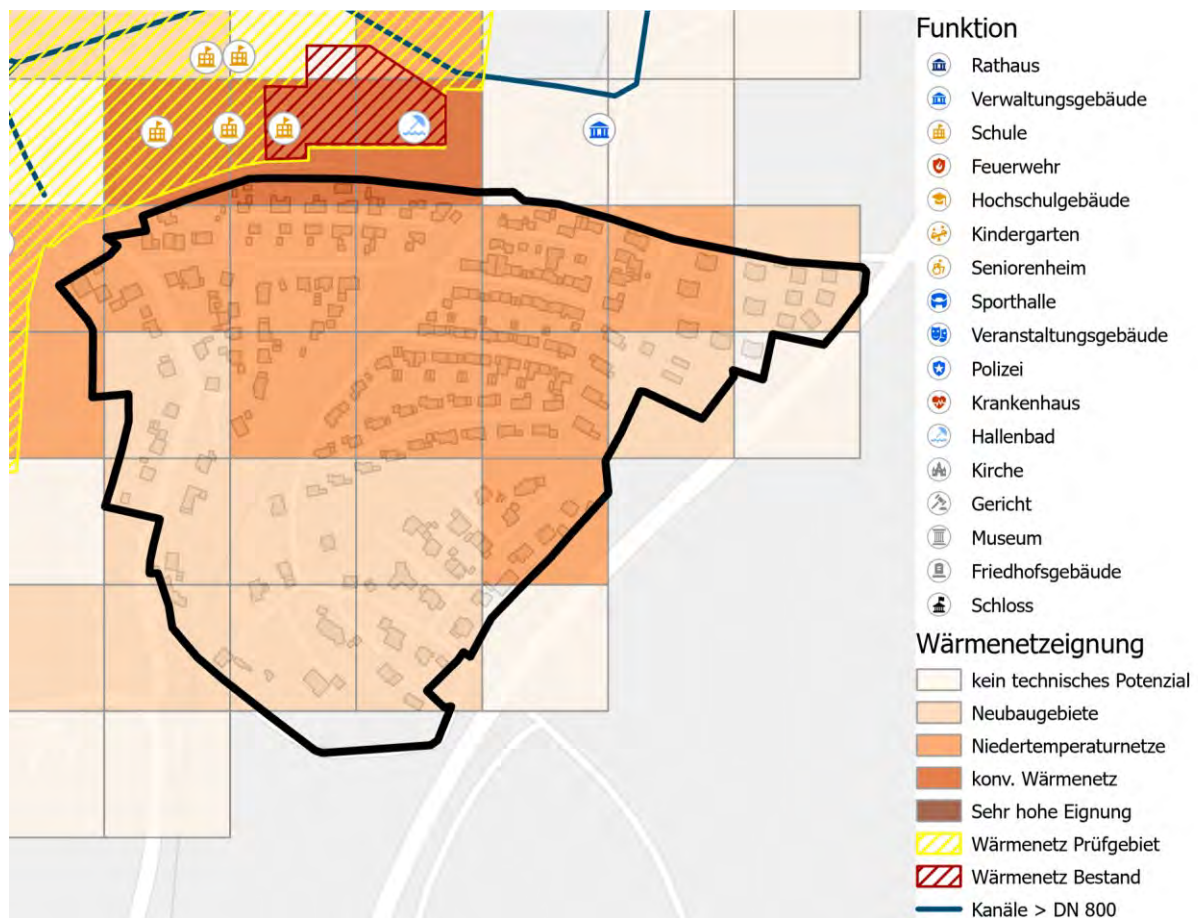 Funktion
Rathaus
Verwaltungsgebäude
Schule
Feuerwehr
Hochschulgebäude
Kindergarten
Seniorenheim
Sporthalle
Veranstaltungsgebäude
Polizei
Krankenhaus
Hallenbad
Kirche
Gericht
Museum
Friedhofsgebäude
Schloss
Wärmenetzeignung
kein technisches Potenzial
Neubaugebiete
Niedertemperaturnetze
konv. Wärmenetz
Sehr hohe Eignung
Wärmenetz Prüfgebiet
Wärmenetz Bestand
Kanäle > DN 800